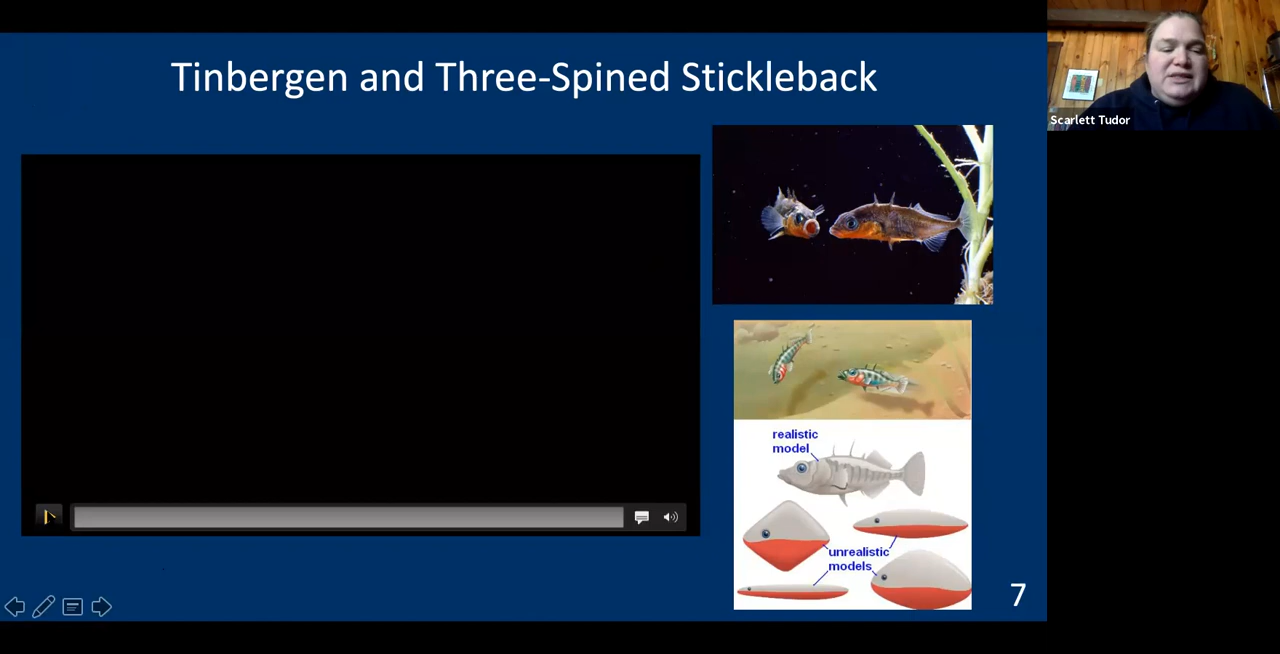 Tinbergen and Three-Spined Stickleback
Scarlett Tudor
realistic
model
unrealistic
models
7